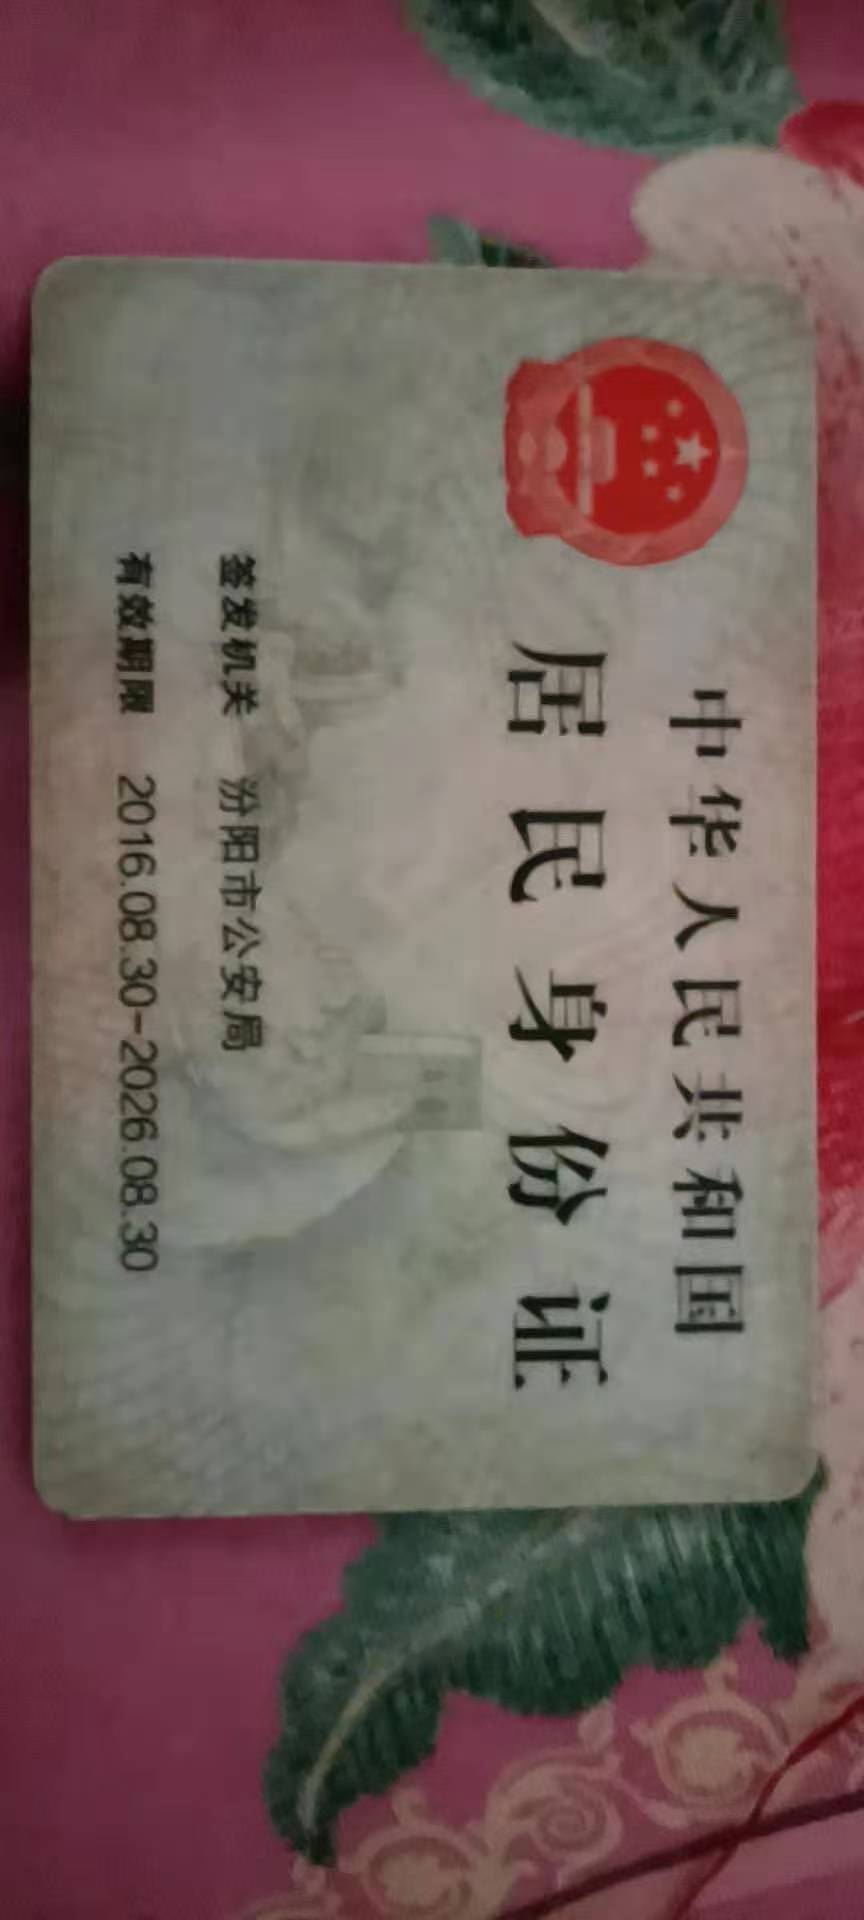 中华人民共和国
居民身份证
签发机关 汾阳市公安局
有效期限 2016.08.30-2026.08.30